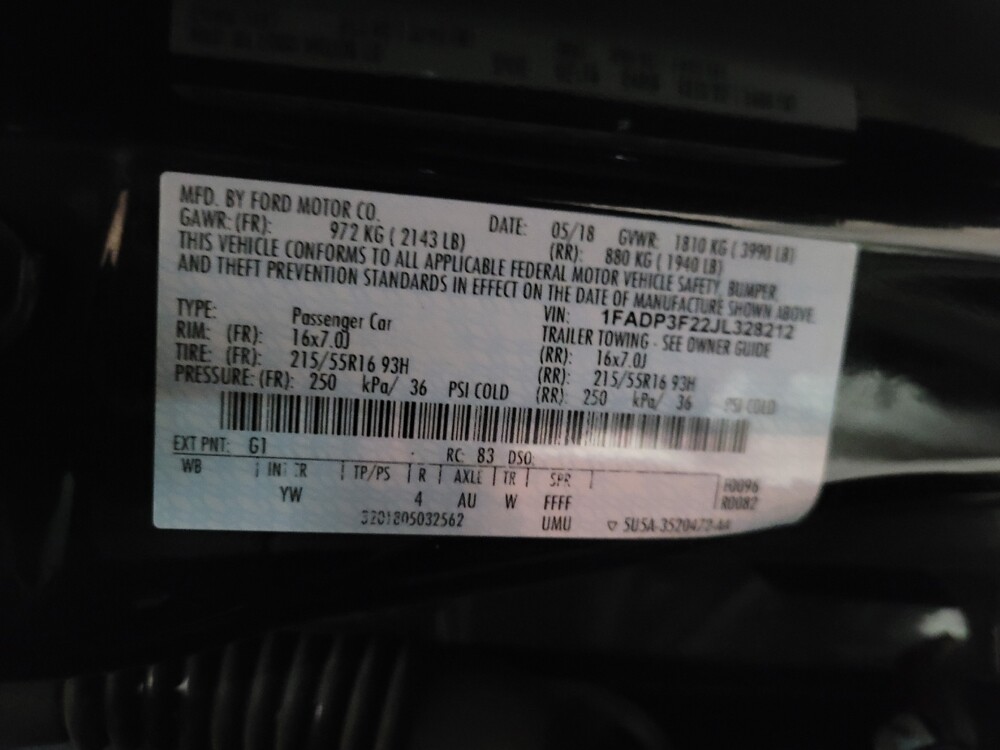 MFD. BY FORD MOTOR CO. DATE: 05/18 GVWR: 1810 KG ( 3990 LB)
GAWR: (FR): 972 KG ( 2143 LB) (RR): 880 KG ( 1940 LB)
THIS VEHICLE CONFORMS TO ALL APPLICABLE FEDERAL MOTOR VEHICLE SAFETY, BUMPER,
AND THEFT PREVENTION STANDARDS IN EFFECT ON THE DATE OF MANUFACTURE SHOWN ABOVE.
VIN: 1FADP3F22JL328212
TYPE: Passenger Car TRAILER TOWING - SEE OWNER GUIDE
RIM: (FR): 16x7.0J (RR): 16x7.0J
TIRE: (FR): 215/55R16 93H (RR): 215/55R16 93H
PRESSURE: (FR): 250 kPa/ 36 PSI COLD (RR): 250 kPa/ 36 PSI COLD
EXT PNT: G1 RC: 83 DSO:
WB INT TR TP/PS R AXLE TR SPR H0096
YW 4 AU W FFFF R0082
3201805032562 UMU